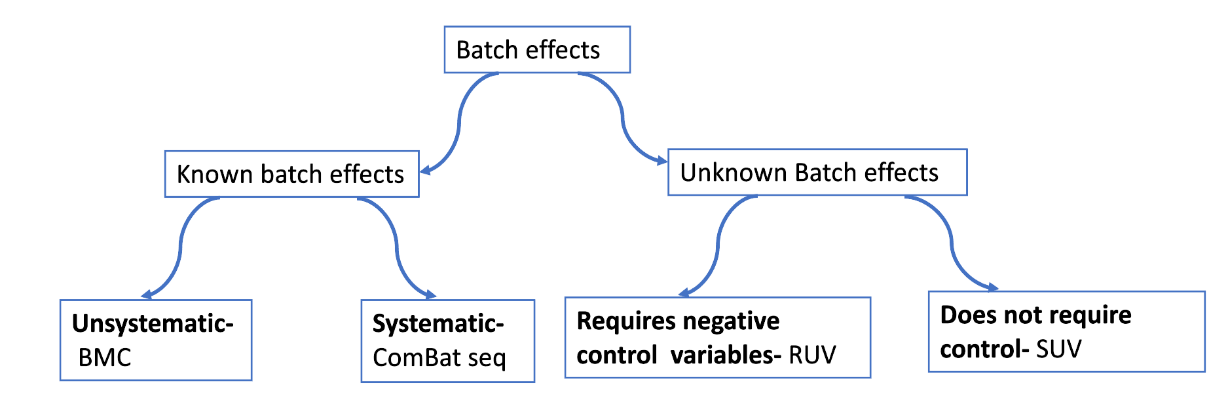 Batch effects
Known batch effects
Unknown Batch effects
Unsystematic-
BMC
Systematic-
ComBat seq
Requires negative
control variables- RUV
Does not require
control- SUV